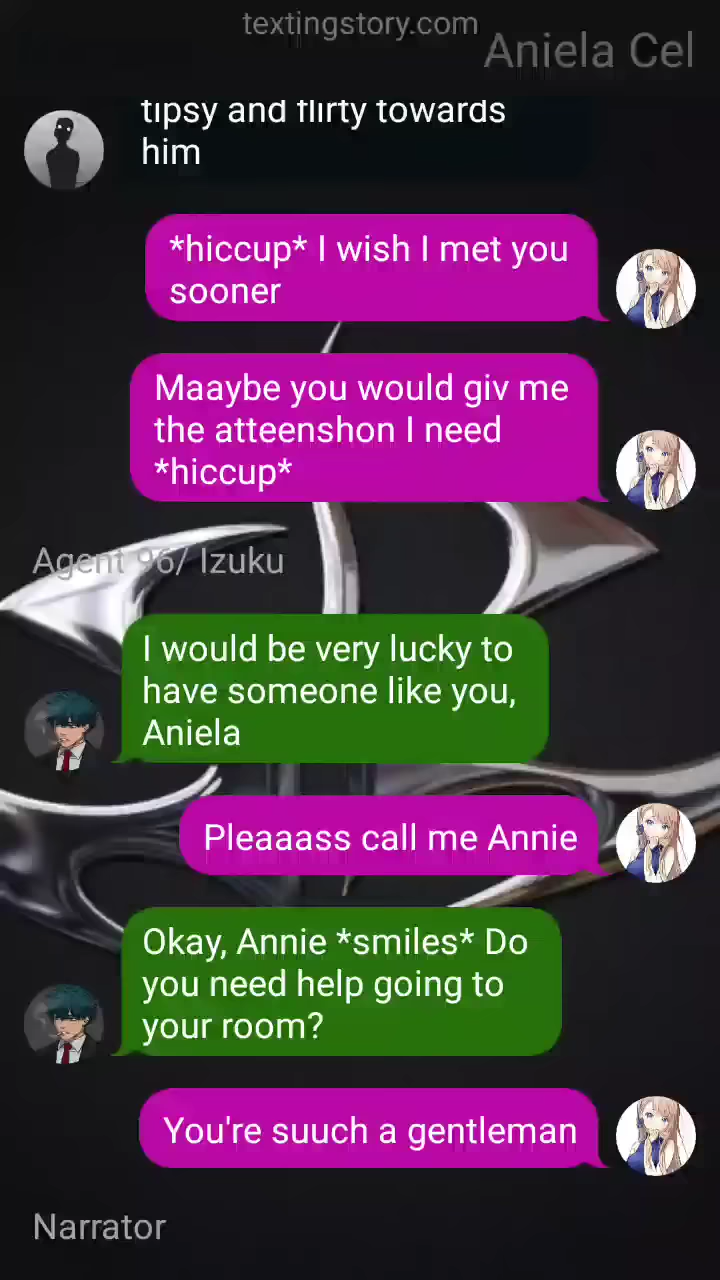 textingstory.com
Aniela Cel
tipsy and flirty towards
him
*hiccup* I wish I met you
sooner
Maaybe you would giv me
the atteenshon I need
*hiccup*
Agent 96/ Izuku
I would be very lucky to
have someone like you,
Aniela
Pleaaass call me Annie
Okay, Annie *smiles* Do
you need help going to
your room?
You're suuch a gentleman
Narrator